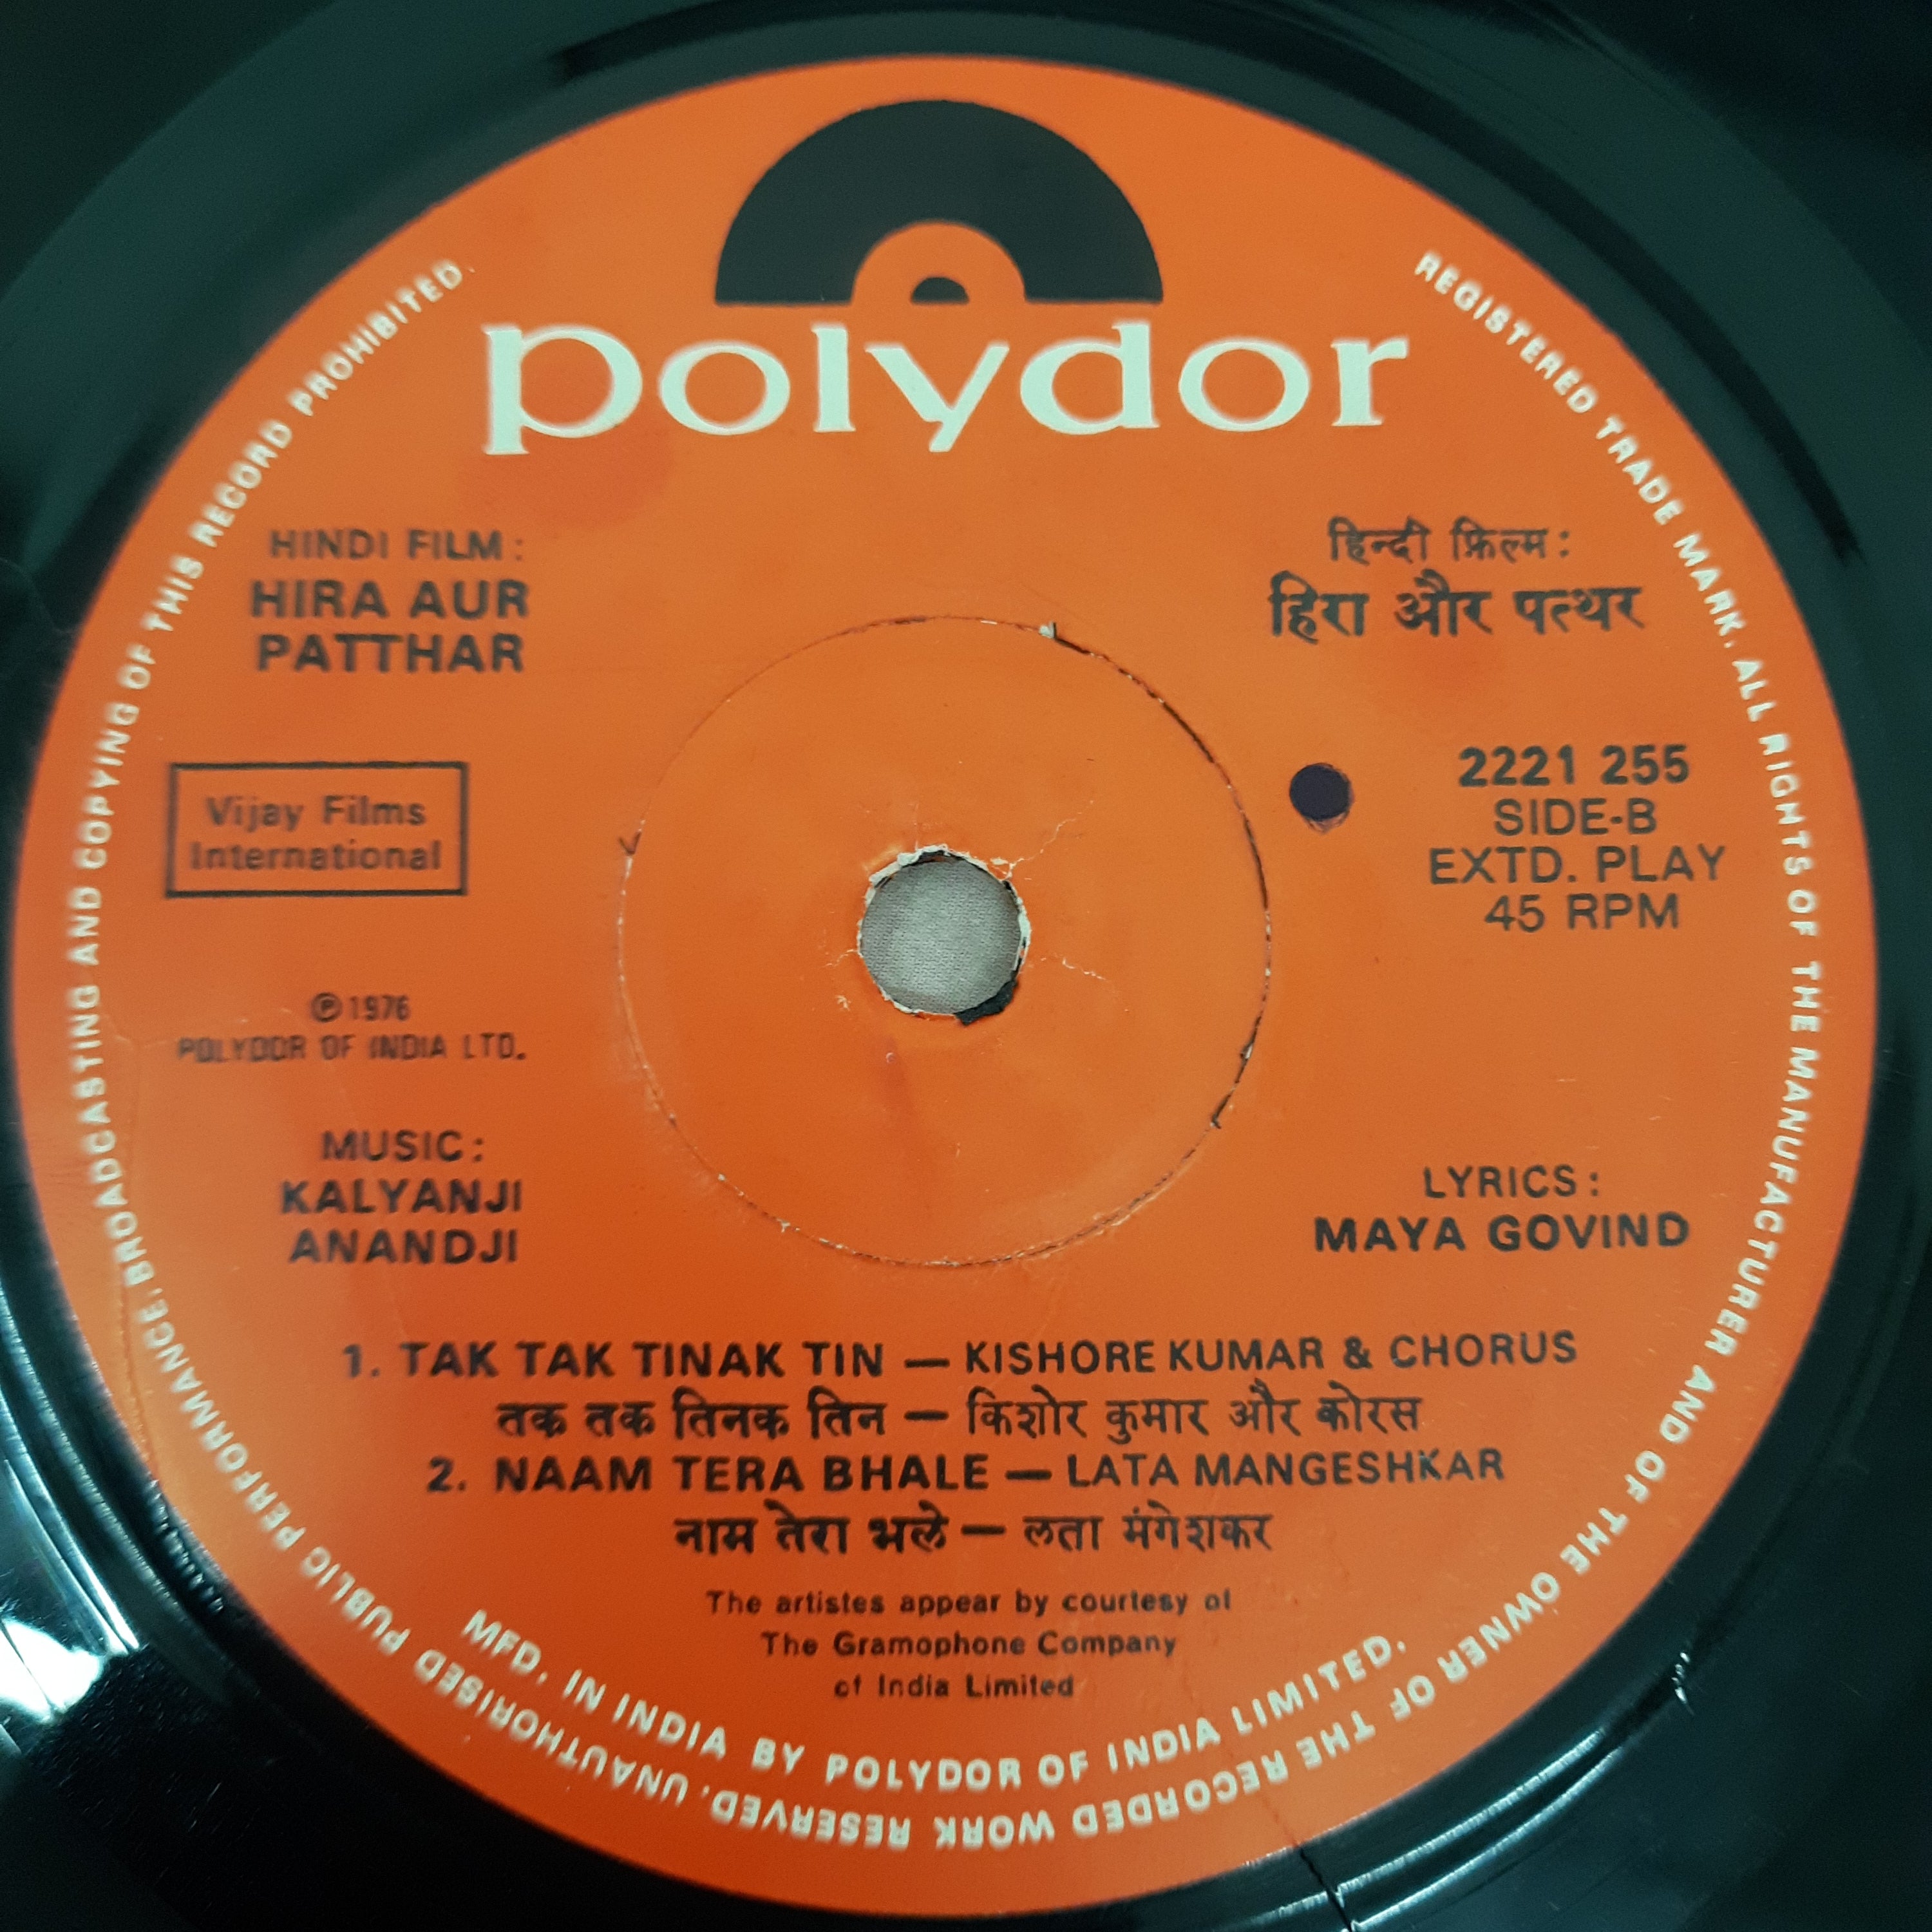 polydor
HINDI FILM:
HIRA AUR
PATTHAR
हिन्दी फ़िल्म:
हिरा और पत्थर
Vijay Films
International
2221 255
SIDE-B
EXTD. PLAY
45 RPM
℗ 1976
POLYDOR OF INDIA LTD.
MUSIC:
KALYANJI
ANANDJI
LYRICS:
MAYA GOVIND
1. TAK TAK TINAK TIN — KISHORE KUMAR & CHORUS
तक तक तिनक तिन — किशोर कुमार और कोरस
2. NAAM TERA BHALE — LATA MANGESHKAR
नाम तेरा भले — लता मंगेशकर
The artistes appear by courtesy of
The Gramophone Company
of India Limited
MFD. IN INDIA BY POLYDOR OF INDIA LIMITED.
REGISTERED TRADE MARK. ALL RIGHTS OF THE MANUFACTURER AND OF THE OWNER OF THE RECORDED WORK RESERVED. UNAUTHORISED PUBLIC PERFORMANCE. BROADCASTING AND COPYING OF THIS RECORD PROHIBITED.